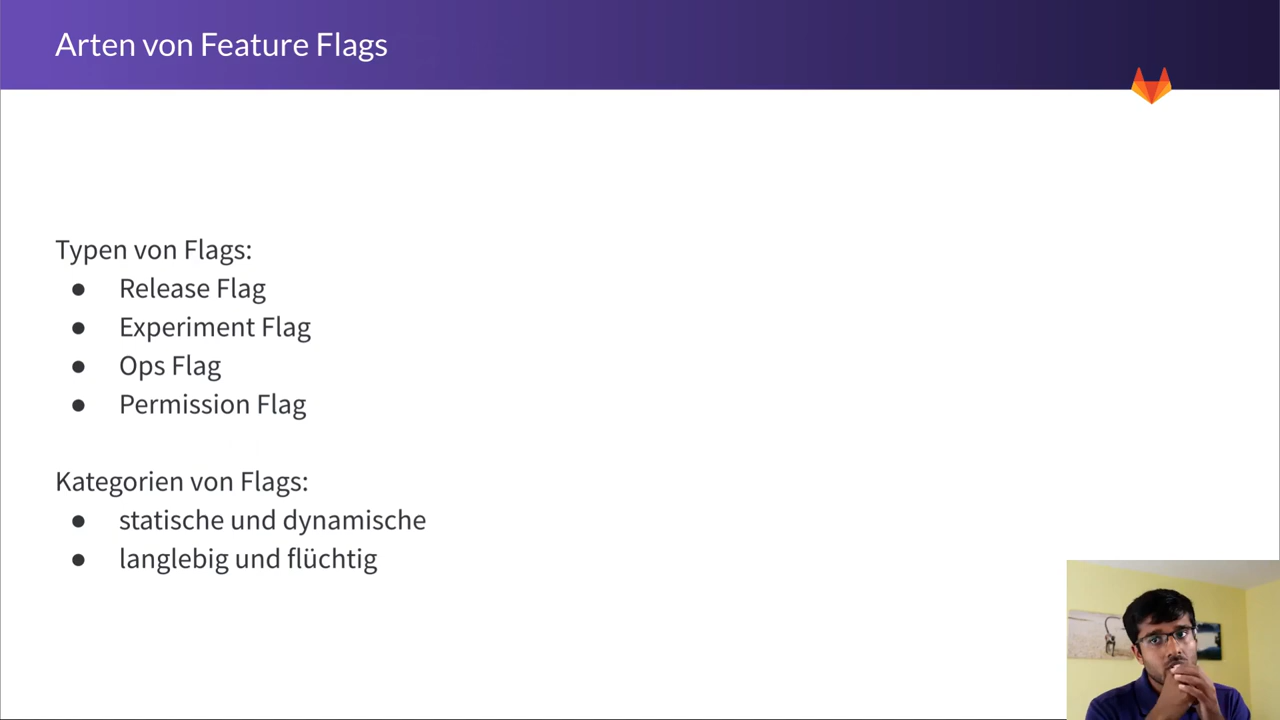 Arten von Feature Flags
Typen von Flags:
● Release Flag
● Experiment Flag
● Ops Flag
● Permission Flag
Kategorien von Flags:
● statische und dynamische
● langlebig und flüchtig